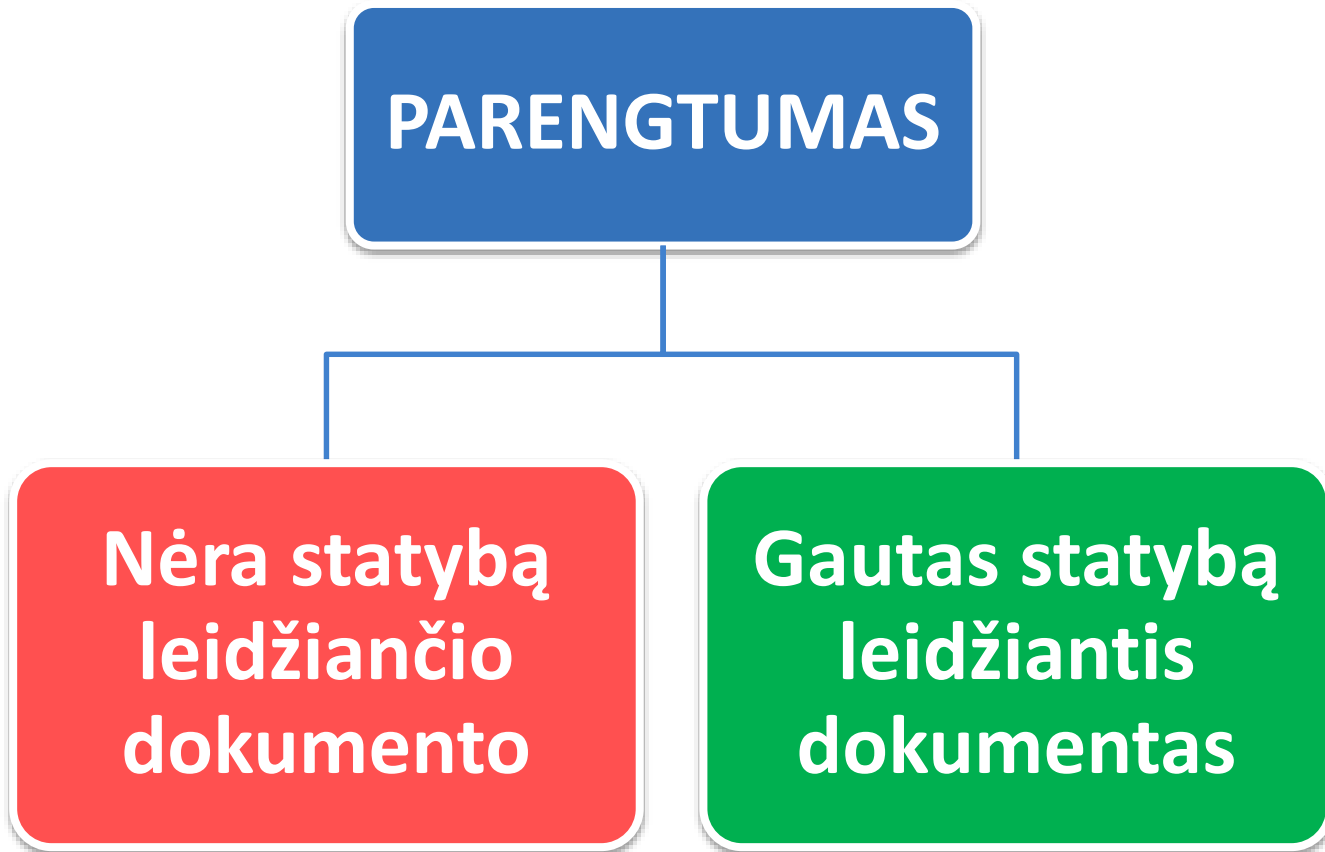 PARENGTUMAS
Nėra statybą
leidžiančio
dokumento
Gautas statybą
leidžiantis
dokumentas